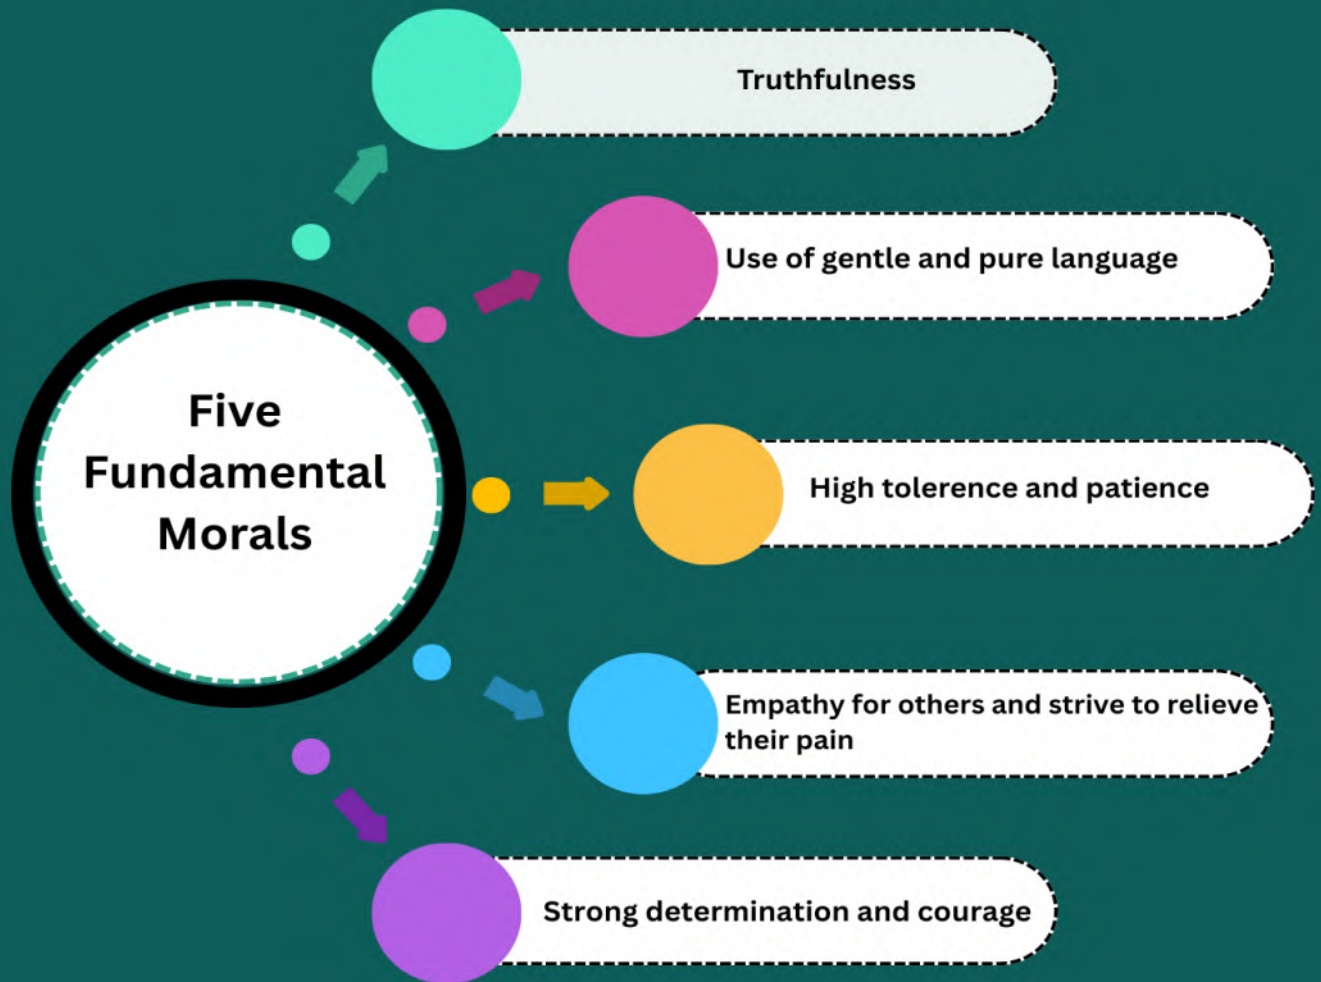 Five
Fundamental
Morals
Truthfulness
Use of gentle and pure language
High tolerence and patience
Empathy for others and strive to relieve
their pain
Strong determination and courage